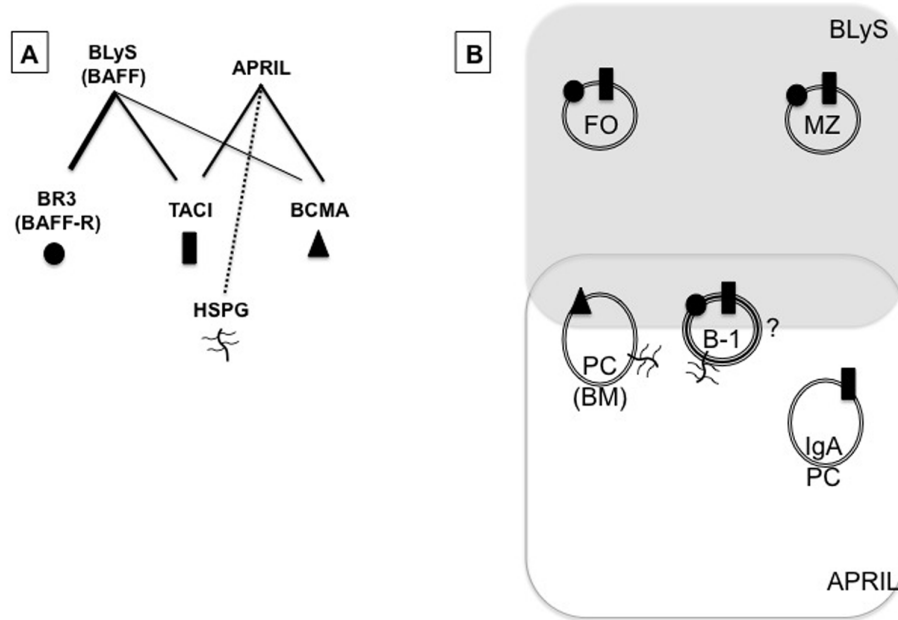 A
BLyS
(BAFF)
APRIL
BR3
(BAFF-R)
TACI
BCMA
HSPG
B
BLyS
FO
MZ
PC
(BM)
B-1
?
IgA
PC
APRIL